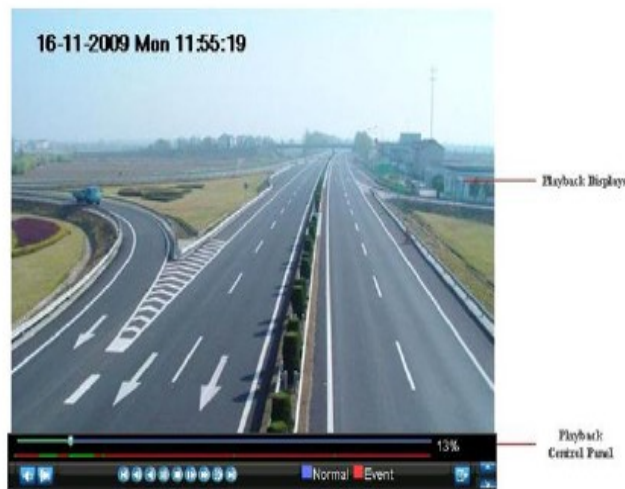 16-11-2009 Mon 11:55:19
Playback Display
13%
Playback
Control Panel
Normal Event